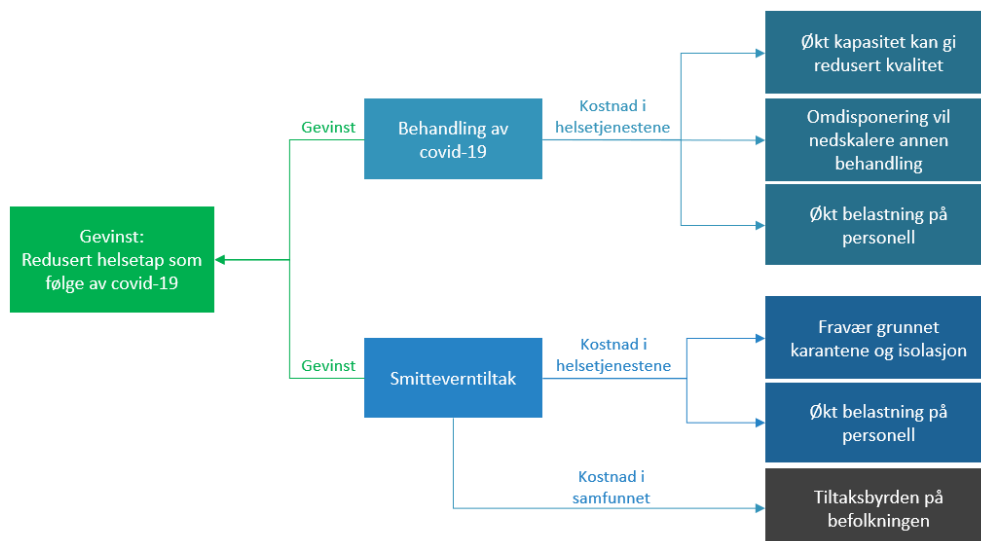 Økt kapasitet kan gi
redusert kvalitet
Gevinst
Behandling av
covid-19
Kostnad i
helsetjenestene
Omdisponering vil
nedskalere annen
behandling
Økt belastning på
personell
Gevinst:
Redusert helsetap som
følge av covid-19
Gevinst
Smitteverntiltak
Kostnad i
helsetjenestene
Fravær grunnet
karantene og isolasjon
Økt belastning på
personell
Kostnad i
samfunnet
Tiltaksbyrden på
befolkningen